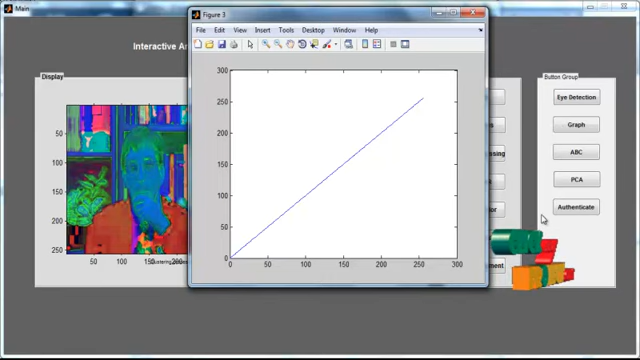 Main
Figure 3
File Edit View Insert Tools Desktop Window Help
Interactive
Display
Button Group
Eye Detection
Graph
ABC
PCA
Authenticate
300
250
200
150
100
50
0
0 50 100 150 200 250 300
50
100
150
200
250
50 100 150